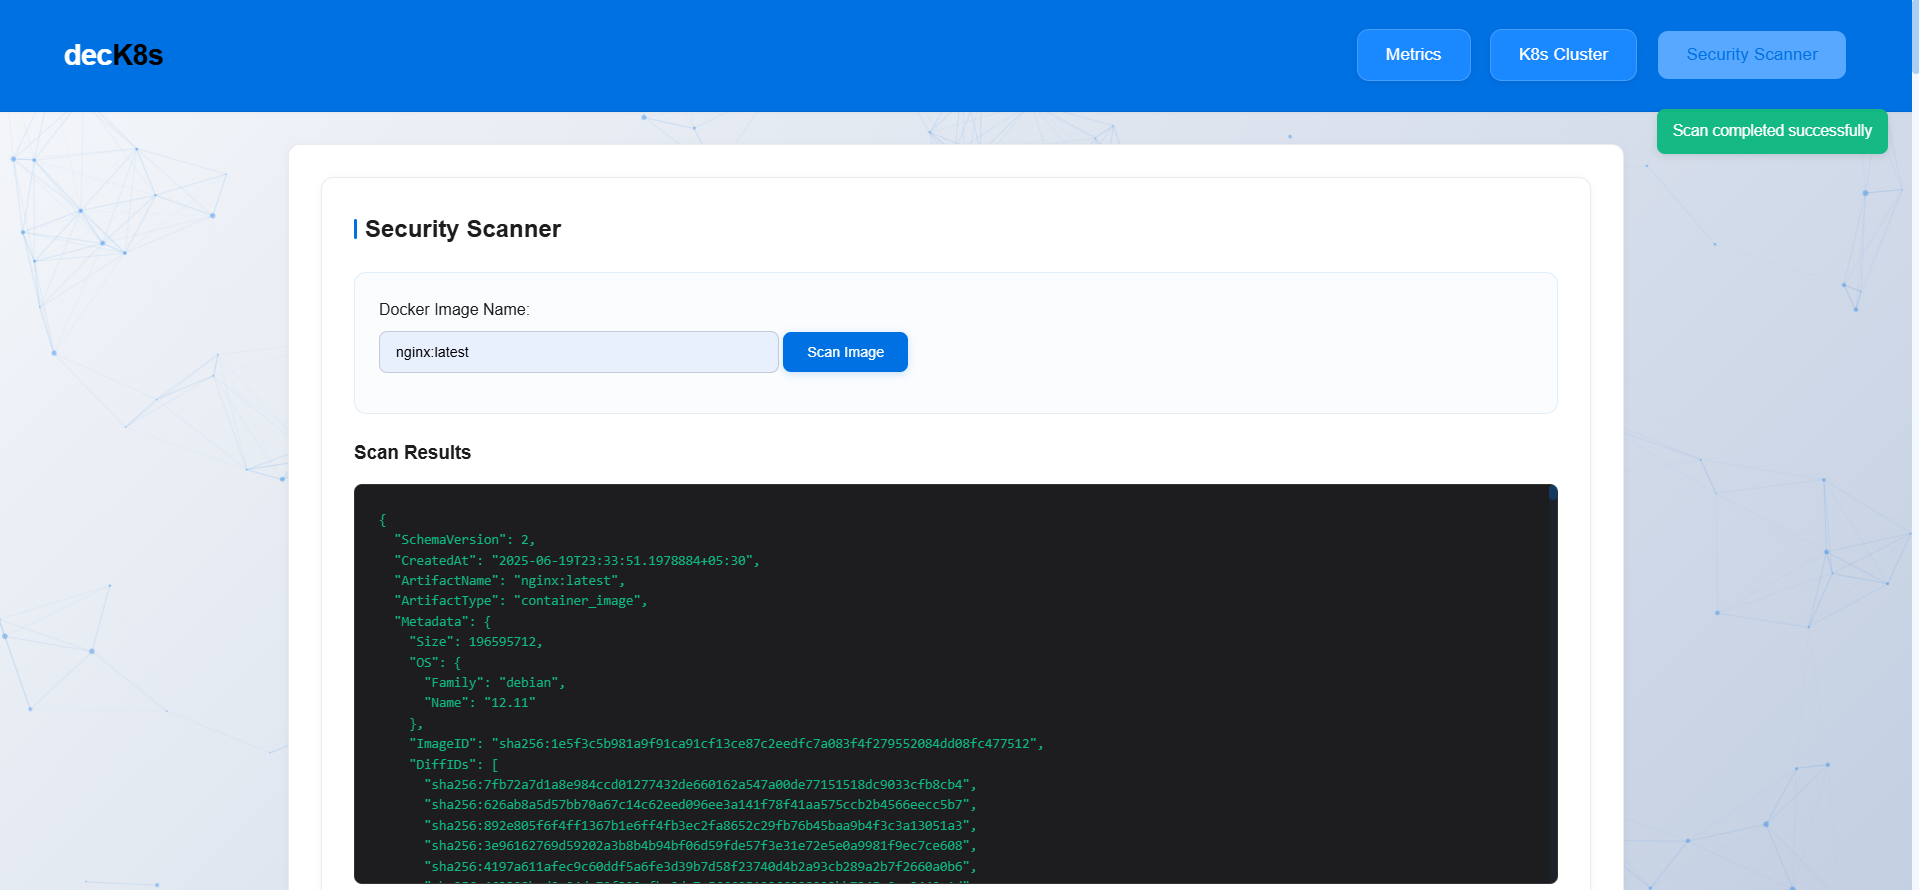 decK8s
Metrics
K8s Cluster
Security Scanner
Scan completed successfully
Security Scanner
Docker Image Name:
nginx:latest
Scan Image
Scan Results
{
"SchemaVersion": 2,
"CreatedAt": "2025-06-19T23:33:51.1978884+05:30",
"ArtifactName": "nginx:latest",
"ArtifactType": "container_image",
"Metadata": {
"Size": 196595712,
"OS": {
"Family": "debian",
"Name": "12.11"
},
"ImageID": "sha256:1e5f3c5b981a9f91ca91cf13ce87c2eedfc7a083f4f279552084dd08fc477512",
"DiffIDs": [
"sha256:7fb72a7d1a8e984ccd01277432de660162a547a00de77151518dc9033cfb8cb4",
"sha256:626ab8a5d57bb70a67c14c62eed096ee3a141f78f41aa575ccb2b4566eecc5b7",
"sha256:892e805f6f4ff1367b1e6ff4fb3ec2fa8652c29fb76b45baa9b4f3c3a13051a3",
"sha256:3e96162769d59202a3b8b4b94bf06d59fde57f3e31e72e5e0a9981f9ec7ce608",
"sha256:4197a611afec9c60ddf5a6fe3d39b7d58f23740d4b2a93cb289a2b7f2660a0b6",